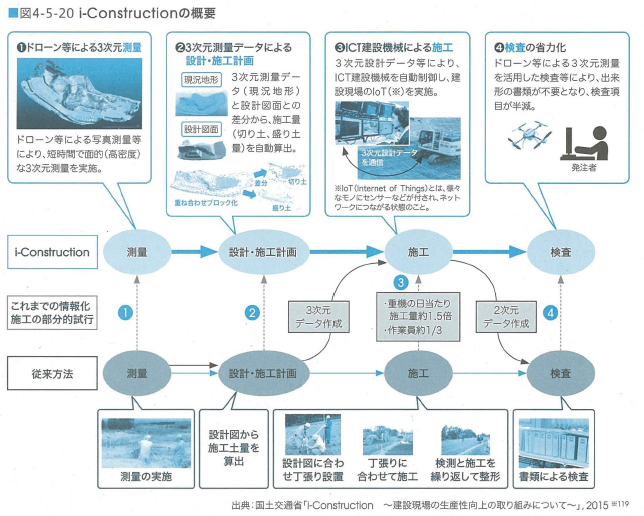 ■図4-5-20 i-Constructionの概要
❶ドローン等による3次元測量
ドローン等による写真測量等
により、短時間で面的(高密度)
な3次元測量を実施。
❷3次元測量データによる
設計・施工計画
現況地形
3次元測量デー
タ(現況地形)
と設計図面との
差分から、施工量
(切り土、盛り土
量)を自動算出。
設計図面
差分
切り土
盛り土
重ね合わせブロック化
❸ICT建設機械による施工
3次元設計データ等により、
ICT建設機械を自動制御し、建
設現場のIoT(※)を実施。
3次元設計データ
を通信
※IoT(Internet of Things)とは、様々
なモノにセンサーなどが付され、ネット
ワークにつながる状態のこと。
❹検査の省力化
ドローン等による3次元測量
を活用した検査等により、出来
形の書類が不要となり、検査項
目が半減。
発注者
i-Construction
測量
設計・施工計画
施工
検査
これまでの情報化
施工の部分的試行
❶
❷
3次元
データ作成
❸
・重機の日当たり
施工量約1.5倍
・作業員約1/3
2次元
データ作成
❹
従来方法
測量
設計・施工計画
施工
検査
測量の実施
設計図から
施工土量を
算出
設計図に合わ
せ丁張り設置
丁張りに
合わせて施工
検測と施工を
繰り返して整形
書類による検査
出典:国土交通省「i-Construction ～建設現場の生産性向上の取り組みについて～」, 2015 ※119